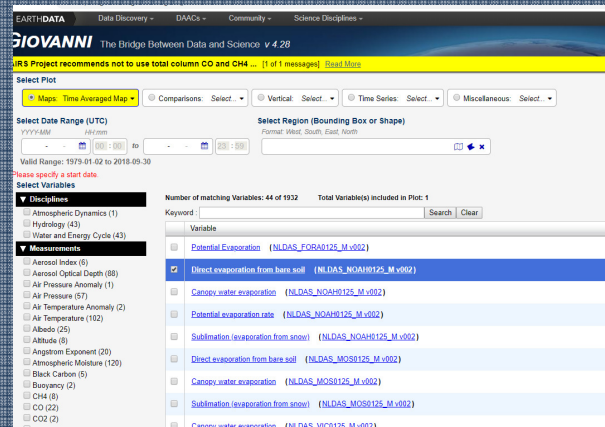 EARTHDATA Data Discovery DAACs Community Science Disciplines
GIOVANNI The Bridge Between Data and Science v 4.28
AIRS Project recommends not to use total column CO and CH4 ... [1 of 1 messages] Read More
Select Plot
Maps: Time Averaged Map Comparisons: Select... Vertical: Select... Time Series: Select... Miscellaneous: Select...
Select Date Range (UTC) Select Region (Bounding Box or Shape)
YYYY-MM HH:mm Format: West, South, East, North
- - 00 : 00 to - - 23 : 59
Valid Range: 1979-01-02 to 2018-09-30
Please specify a start date.
Select Variables
▼ Disciplines Number of matching Variables: 44 of 1932 Total Variable(s) included in Plot: 1
Atmospheric Dynamics (1) Keyword : Search Clear
Hydrology (43)
Water and Energy Cycle (43) Variable
▼ Measurements Potential Evaporation (NLDAS_FORA0125_M v002)
Aerosol Index (6)
Aerosol Optical Depth (88) Direct evaporation from bare soil (NLDAS_NOAH0125_M v002)
Air Pressure Anomaly (1)
Air Pressure (57) Canopy water evaporation (NLDAS_NOAH0125_M v002)
Air Temperature Anomaly (2)
Air Temperature (102) Potential evaporation rate (NLDAS_NOAH0125_M v002)
Albedo (25)
Altitude (8) Sublimation (evaporation from snow) (NLDAS_NOAH0125_M v002)
Angstrom Exponent (20)
Atmospheric Moisture (120) Direct evaporation from bare soil (NLDAS_MOS0125_M v002)
Black Carbon (5)
Buoyancy (2) Canopy water evaporation (NLDAS_MOS0125_M v002)
CH4 (8)
CO (22) Sublimation (evaporation from snow) (NLDAS_MOS0125_M v002)
CO2 (2)
Canopy water evaporation (NLDAS_VIC0125_M v002)